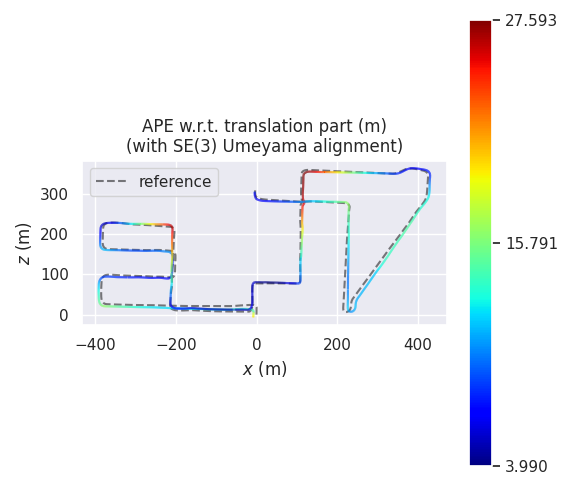 APE w.r.t. translation part (m)
(with SE(3) Umeyama alignment)
reference
z (m)
300
200
100
0
−400
−200
0
200
400
x (m)
27.593
15.791
3.990